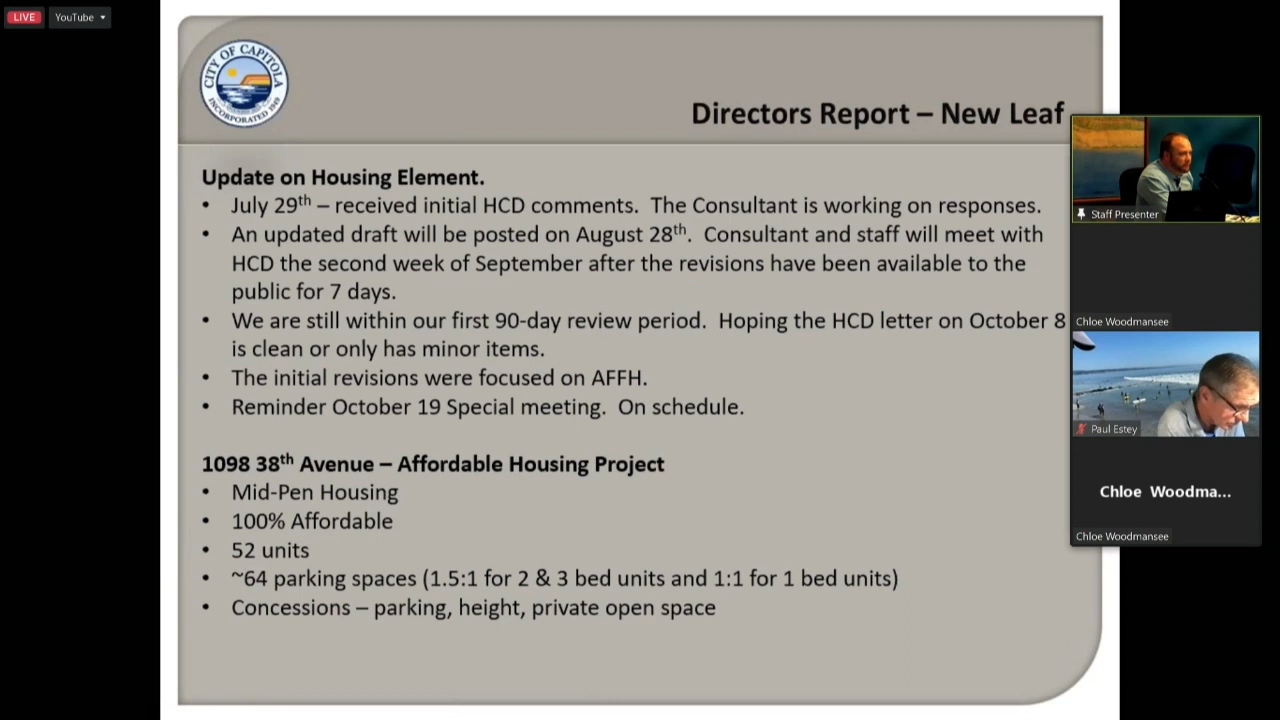 LIVE
YouTube
CITY OF CAPITOLA
INCORPORATED 1949
Directors Report – New Leaf
Update on Housing Element.
• July 29th – received initial HCD comments. The Consultant is working on responses.
• An updated draft will be posted on August 28th. Consultant and staff will meet with
HCD the second week of September after the revisions have been available to the
public for 7 days.
• We are still within our first 90-day review period. Hoping the HCD letter on October 8
is clean or only has minor items.
• The initial revisions were focused on AFFH.
• Reminder October 19 Special meeting. On schedule.
1098 38th Avenue – Affordable Housing Project
• Mid-Pen Housing
• 100% Affordable
• 52 units
• ~64 parking spaces (1.5:1 for 2 & 3 bed units and 1:1 for 1 bed units)
• Concessions – parking, height, private open space
Staff Presenter
Chloe Woodmansee
Paul Estey
Chloe Woodma...
Chloe Woodmansee